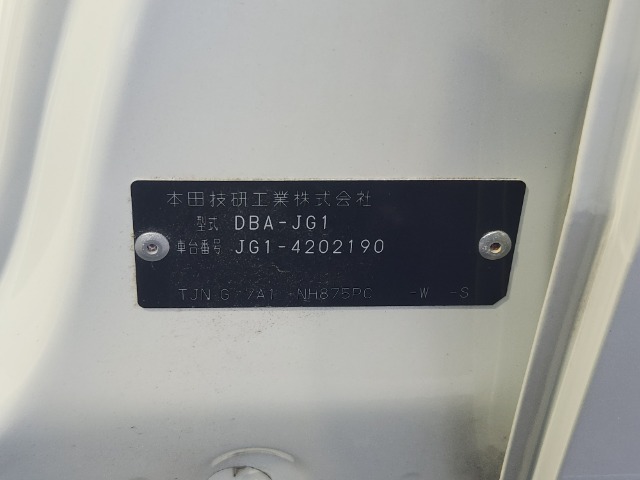 本田技研工業株式会社
型式 DBA-JG1
車台番号 JG1-4202190
NH875P -W -S